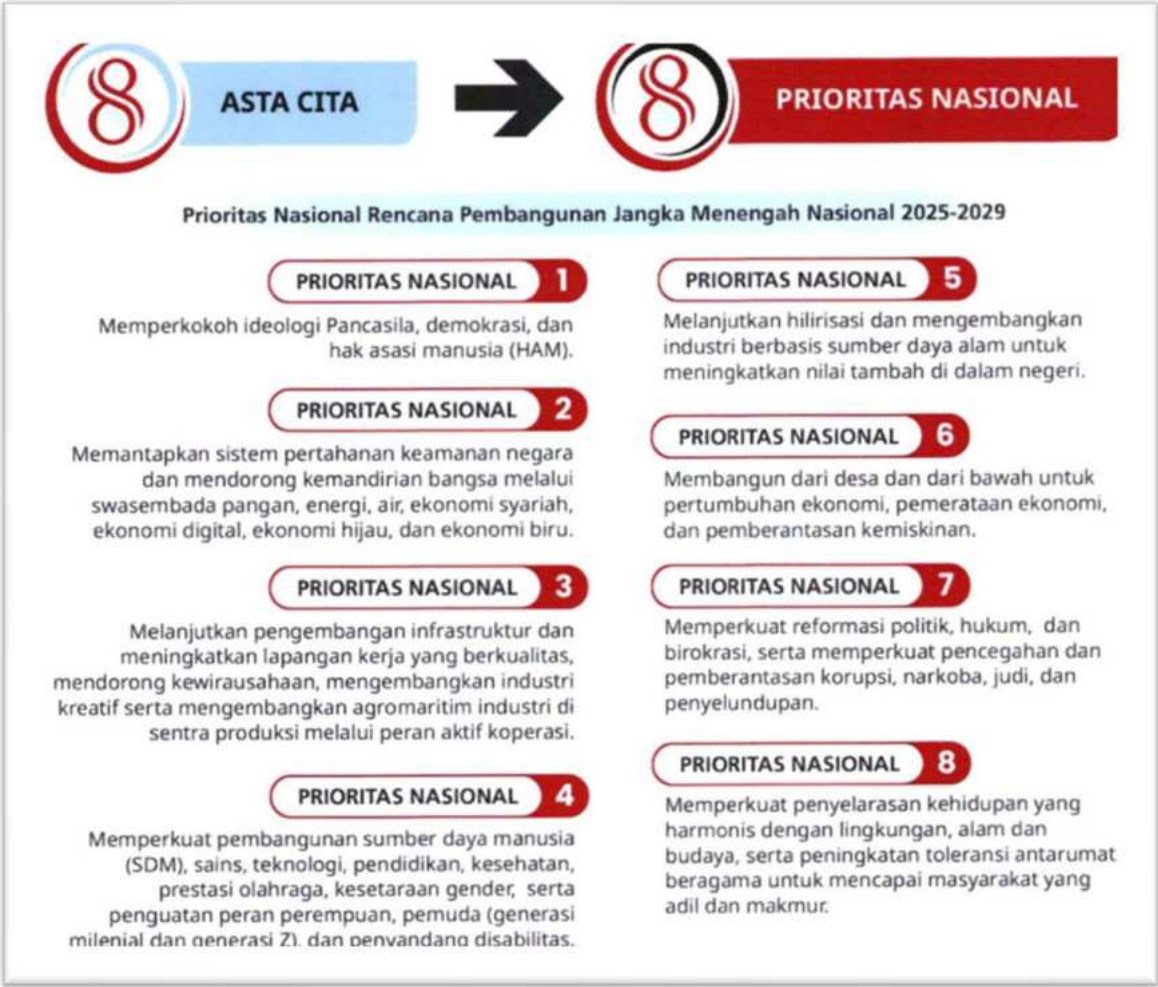 8 ASTA CITA
8 PRIORITAS NASIONAL
Prioritas Nasional Rencana Pembangunan Jangka Menengah Nasional 2025-2029
PRIORITAS NASIONAL 1
Memperkokoh ideologi Pancasila, demokrasi, dan
hak asasi manusia (HAM).
PRIORITAS NASIONAL 2
Memantapkan sistem pertahanan keamanan negara
dan mendorong kemandirian bangsa melalui
swasembada pangan, energi, air, ekonomi syariah,
ekonomi digital, ekonomi hijau, dan ekonomi biru.
PRIORITAS NASIONAL 3
Melanjutkan pengembangan infrastruktur dan
meningkatkan lapangan kerja yang berkualitas,
mendorong kewirausahaan, mengembangkan industri
kreatif serta mengembangkan agromaritim industri di
sentra produksi melalui peran aktif koperasi.
PRIORITAS NASIONAL 4
Memperkuat pembangunan sumber daya manusia
(SDM), sains, teknologi, pendidikan, kesehatan,
prestasi olahraga, kesetaraan gender, serta
penguatan peran perempuan, pemuda (generasi
milenial dan generasi Z), dan penyandang disabilitas.
PRIORITAS NASIONAL 5
Melanjutkan hilirisasi dan mengembangkan
industri berbasis sumber daya alam untuk
meningkatkan nilai tambah di dalam negeri.
PRIORITAS NASIONAL 6
Membangun dari desa dan dari bawah untuk
pertumbuhan ekonomi, pemerataan ekonomi,
dan pemberantasan kemiskinan.
PRIORITAS NASIONAL 7
Memperkuat reformasi politik, hukum, dan
birokrasi, serta memperkuat pencegahan dan
pemberantasan korupsi, narkoba, judi, dan
penyelundupan.
PRIORITAS NASIONAL 8
Memperkuat penyelarasan kehidupan yang
harmonis dengan lingkungan, alam dan
budaya, serta peningkatan toleransi antarumat
beragama untuk mencapai masyarakat yang
adil dan makmur.